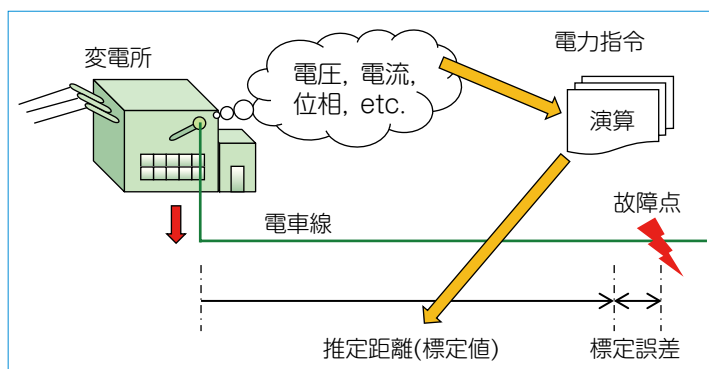 変電所
電圧, 電流,
位相, etc.
電力指令
演算
故障点
電車線
推定距離(標定値)
標定誤差